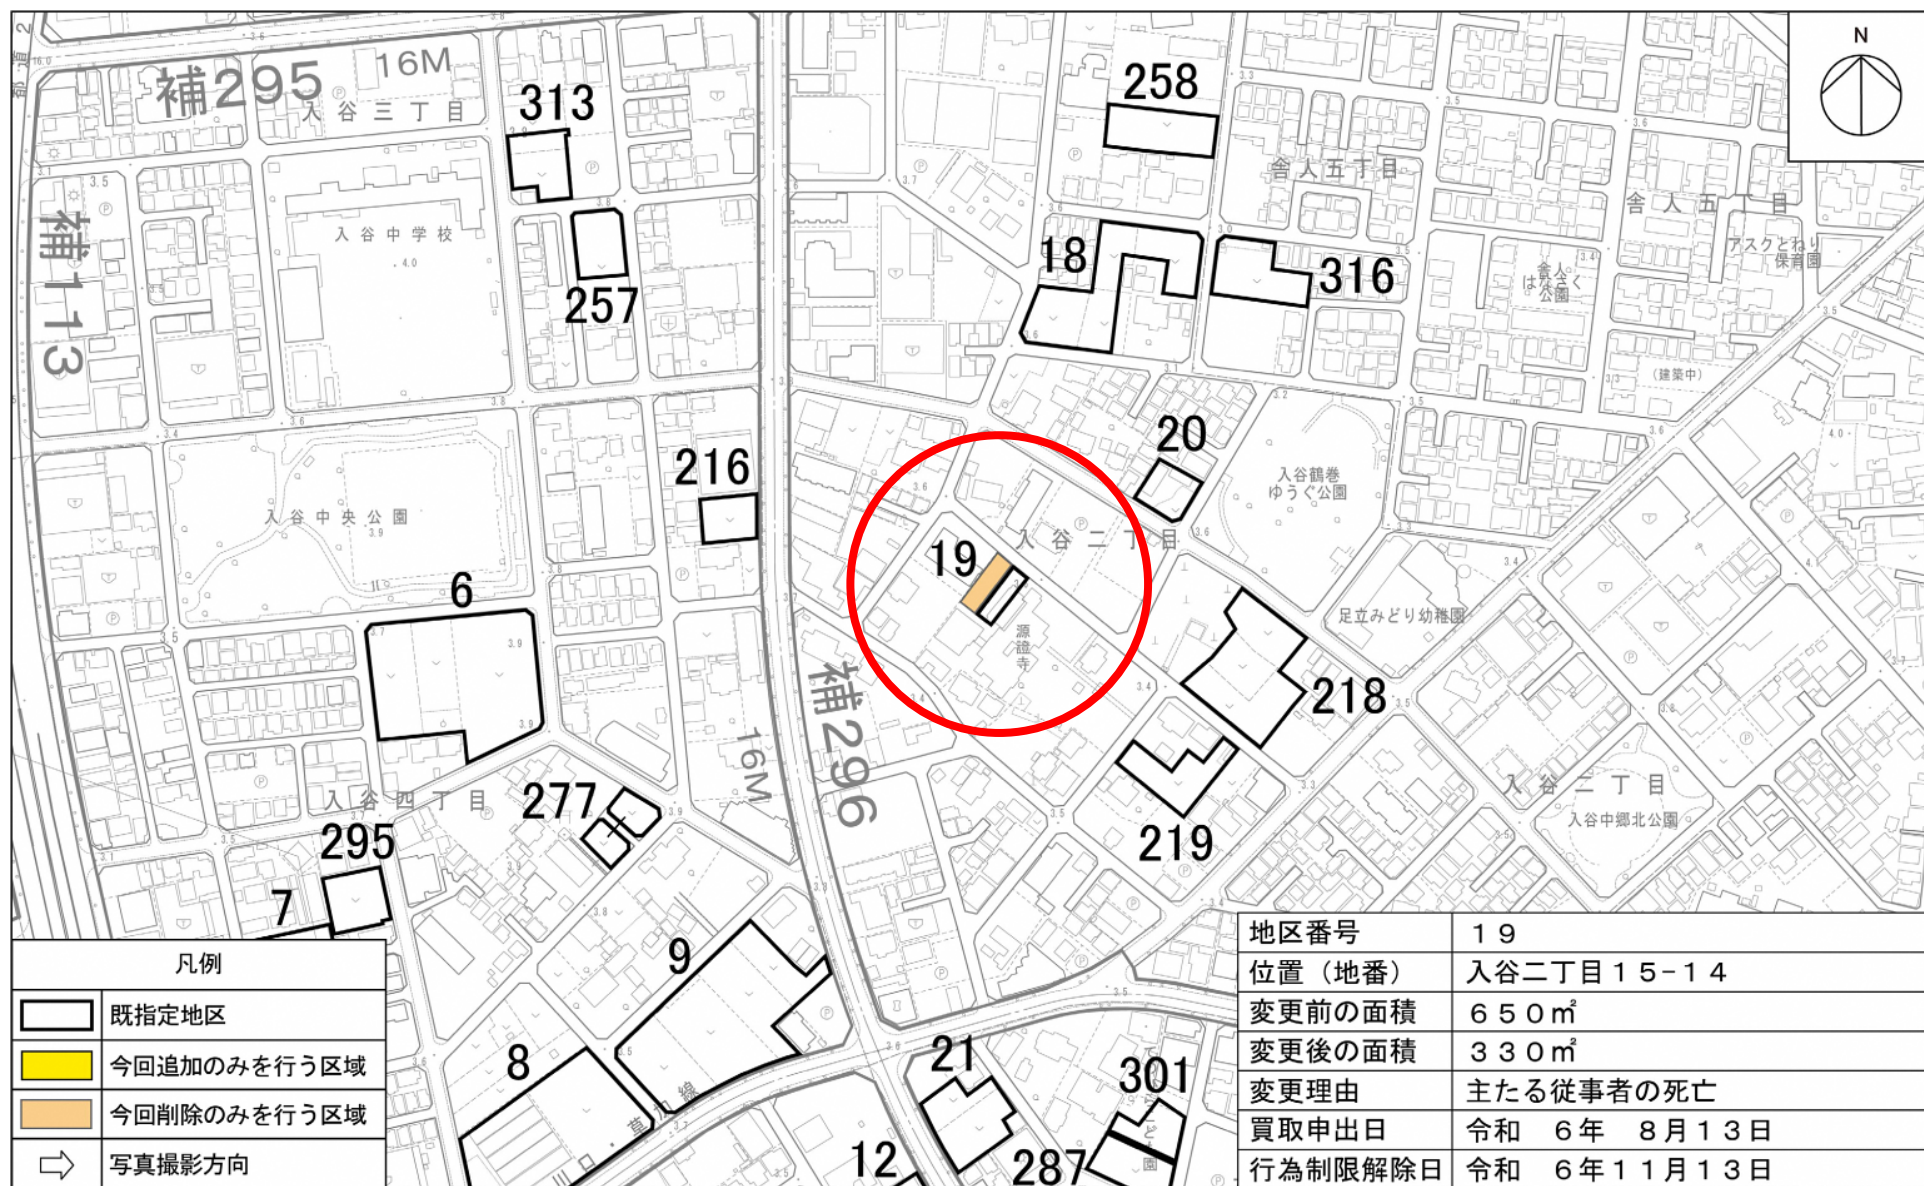 N
補295
16M
入谷三丁目
313
258
舎人五丁目
舎人五丁目
補113
入谷中学校
4.0
257
18
316
アスクとねり
保育園
舎人
はなさく
公園
(建築中)
216
20
入谷鶴巻
ゆうぐ公園
入谷中央公園
3.9
入谷二丁目
19
6
源
證
寺
足立みどり幼稚園
218
補296
16M
入谷二丁目
入谷中郷北公園
219
入谷四丁目
277
295
7
9
8
草加線
21
301
12
287
凡例
既指定地区
今回追加のみを行う区域
今回削除のみを行う区域
写真撮影方向
地区番号 19
位置(地番) 入谷二丁目15-14
変更前の面積 650㎡
変更後の面積 330㎡
変更理由 主たる従事者の死亡
買取申出日 令和 6年 8月13日
行為制限解除日 令和 6年11月13日